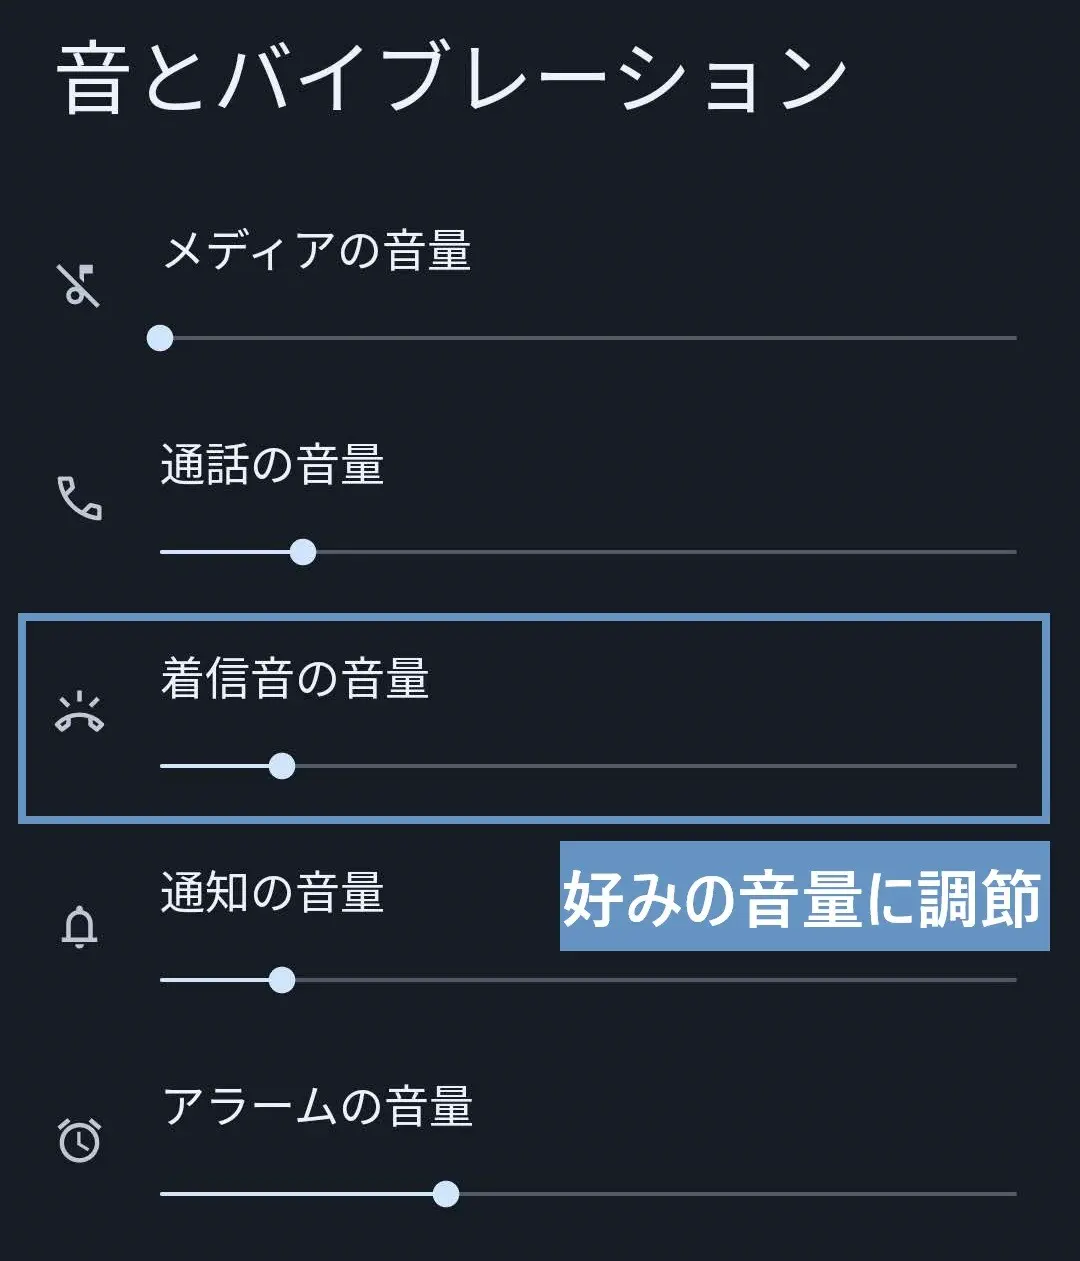 音とバイブレーション
メディアの音量
通話の音量
着信音の音量
通知の音量
好みの音量に調節
アラームの音量